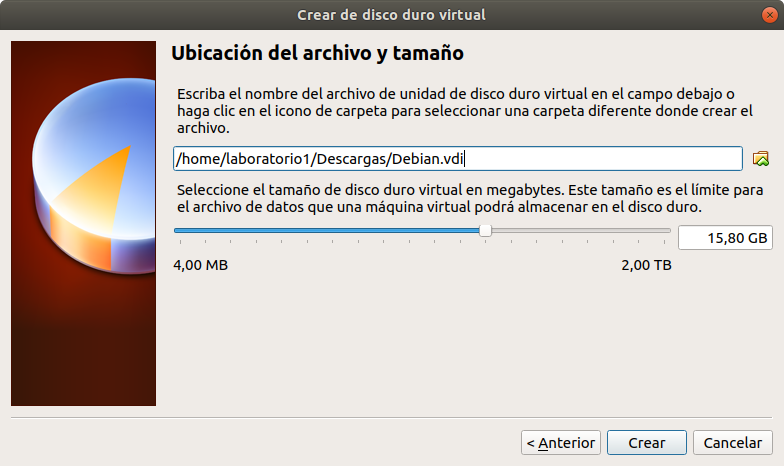 Crear de disco duro virtual
Ubicación del archivo y tamaño
Escriba el nombre del archivo de unidad de disco duro virtual en el campo debajo o
haga clic en el icono de carpeta para seleccionar una carpeta diferente donde crear el
archivo.
/home/laboratorio1/Descargas/Debian.vdi
Seleccione el tamaño de disco duro virtual en megabytes. Este tamaño es el límite para
el archivo de datos que una máquina virtual podrá almacenar en el disco duro.
15,80 GB
4,00 MB
2,00 TB
< Anterior
Crear
Cancelar